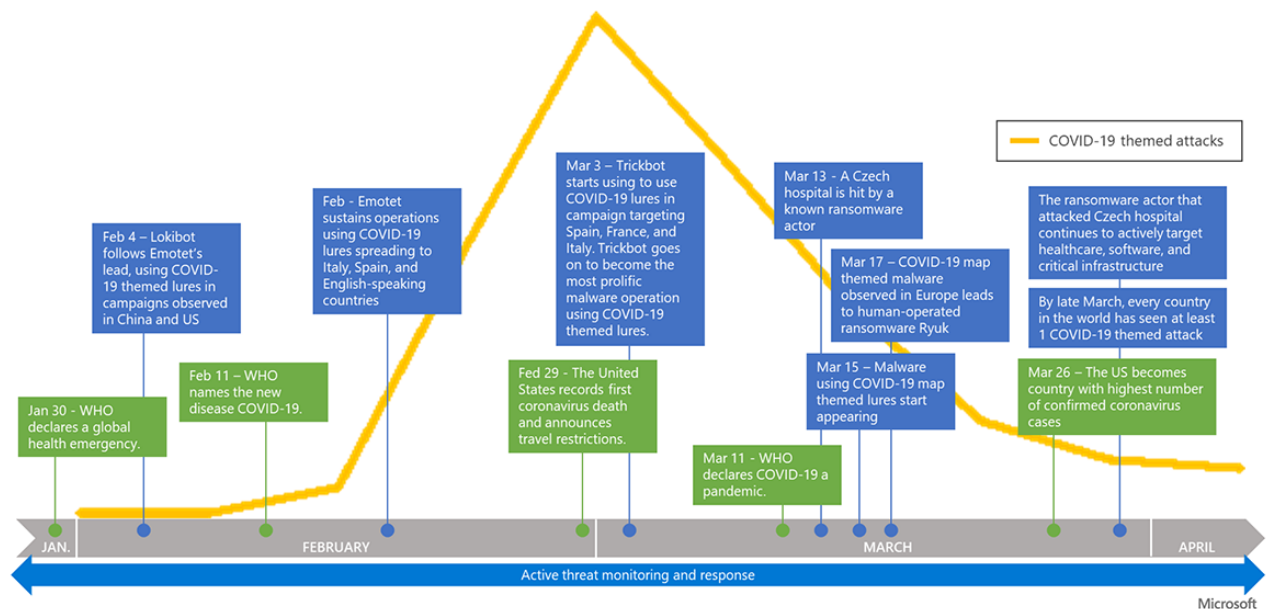 COVID-19 themed attacks
Jan 30 - WHO
declares a global
health emergency.
Feb 4 – Lokibot
follows Emotet's
lead, using COVID-
19 themed lures in
campaigns observed
in China and US
Feb 11 – WHO
names the new
disease COVID-19.
Feb - Emotet
sustains operations
using COVID-19
lures spreading to
Italy, Spain, and
English-speaking
countries
Fed 29 - The United
States records first
coronavirus death
and announces
travel restrictions.
Mar 3 – Trickbot
starts using to use
COVID-19 lures in
campaign targeting
Spain, France, and
Italy. Trickbot goes
on to become the
most prolific
malware operation
using COVID-19
themed lures.
Mar 11 - WHO
declares COVID-19 a
pandemic.
Mar 13 - A Czech
hospital is hit by a
known ransomware
actor
Mar 15 – Malware
using COVID-19 map
themed lures start
appearing
Mar 17 – COVID-19 map
themed malware
observed in Europe leads
to human-operated
ransomware Ryuk
The ransomware actor that
attacked Czech hospital
continues to actively target
healthcare, software, and
critical infrastructure
By late March, every country
in the world has seen at least
1 COVID-19 themed attack
Mar 26 – The US becomes
country with highest number
of confirmed coronavirus
cases
JAN.
FEBRUARY
MARCH
APRIL
Active threat monitoring and response
Microsoft